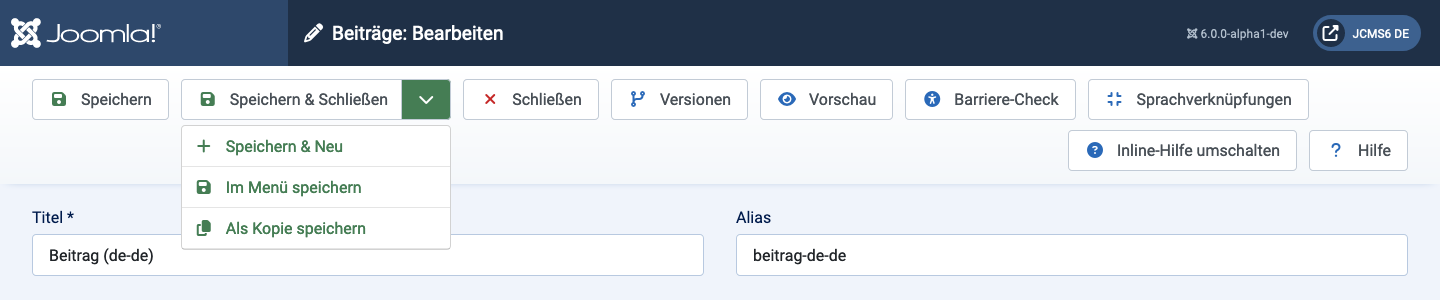 Joomla!®
Beiträge: Bearbeiten
6.0.0-alpha1-dev
JCMS6 DE
Speichern
Speichern & Schließen
Schließen
Versionen
Vorschau
Barriere-Check
Sprachverknüpfungen
Speichern & Neu
Im Menü speichern
Als Kopie speichern
Inline-Hilfe umschalten
? Hilfe
Titel *
Beitrag (de-de)
Alias
beitrag-de-de